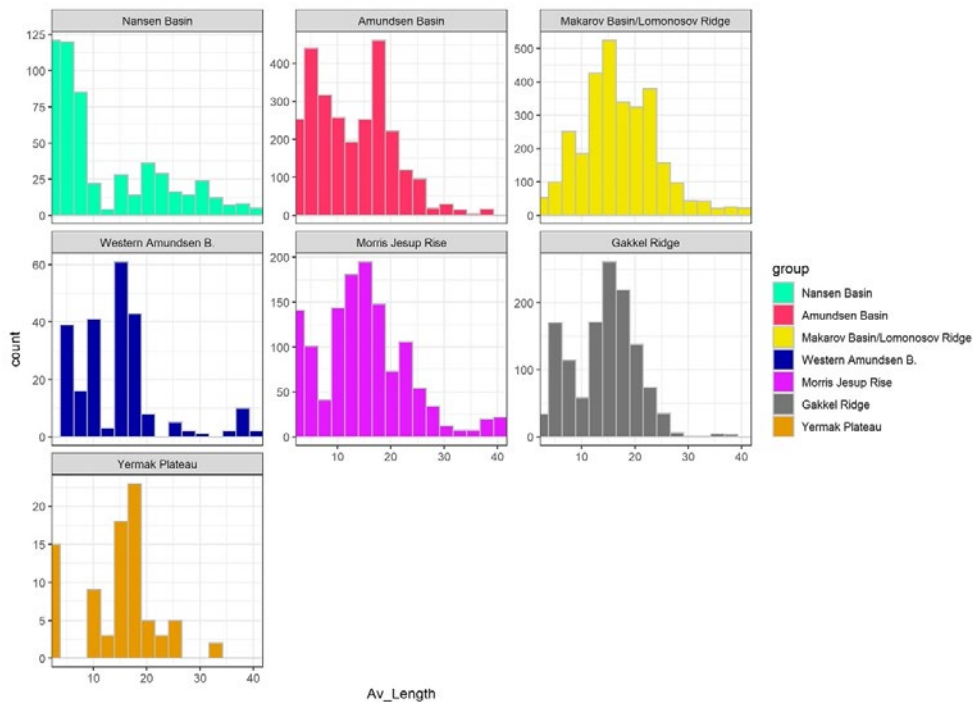 Nansen Basin
Amundsen Basin
Makarov Basin/Lomonosov Ridge
125
100
75
50
25
0
400
300
200
100
0
500
400
300
200
100
0
Western Amundsen B.
Morris Jesup Rise
Gakkel Ridge
60
40
20
0
200
150
100
50
0
200
100
0
10 20 30 40
10 20 30 40
Yermak Plateau
20
15
10
5
0
10 20 30 40
count
Av_Length
group
Nansen Basin
Amundsen Basin
Makarov Basin/Lomonosov Ridge
Western Amundsen B.
Morris Jesup Rise
Gakkel Ridge
Yermak Plateau